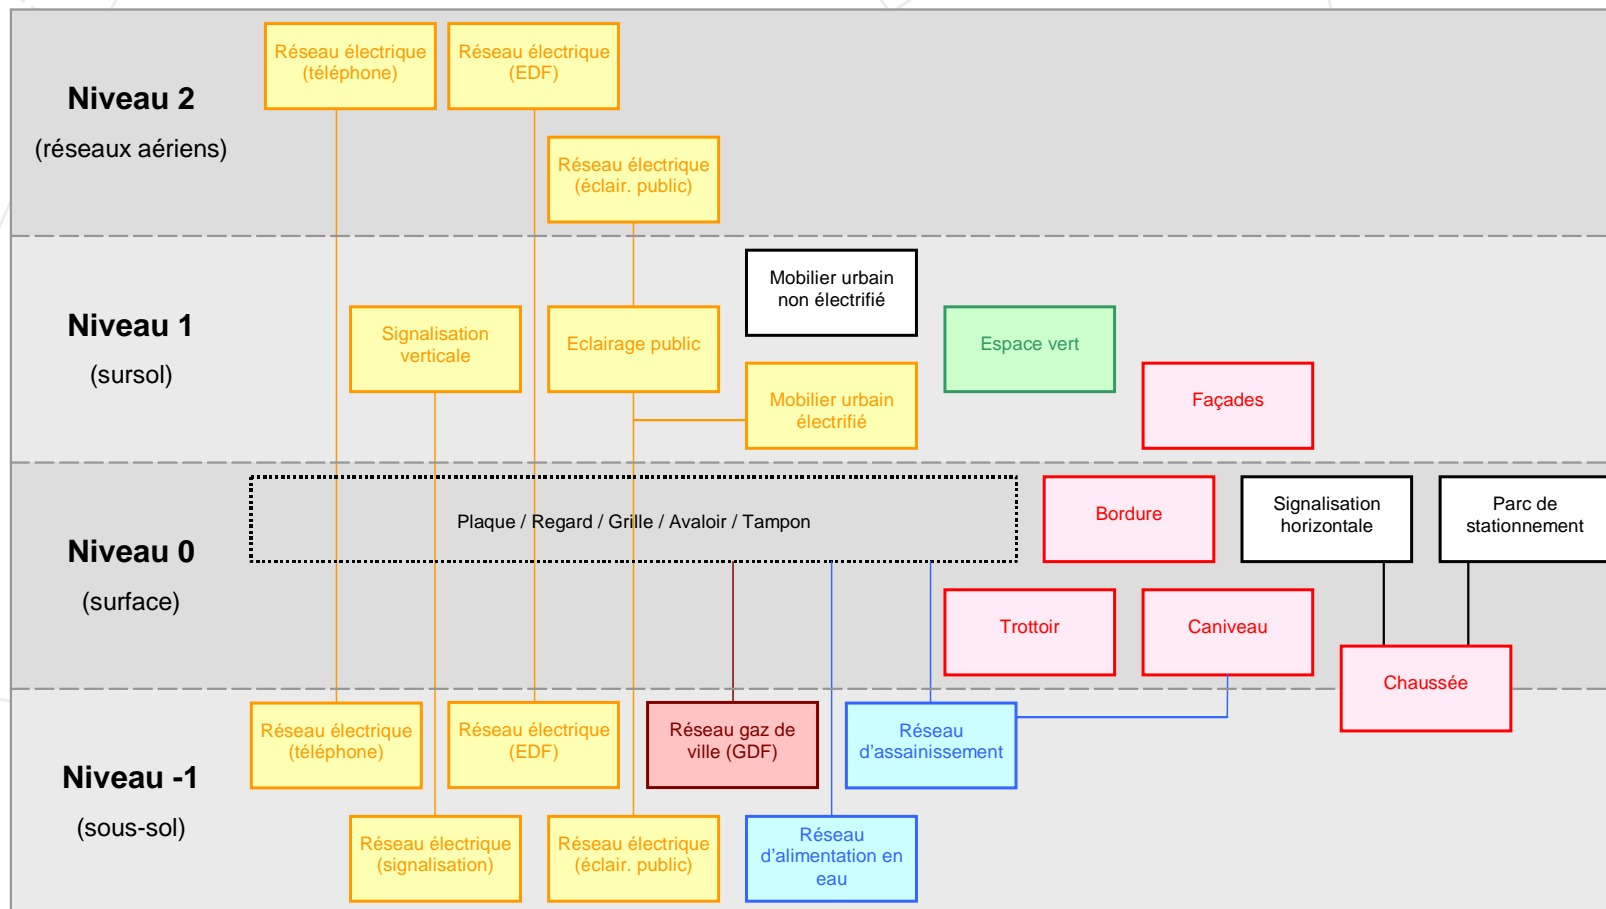 Niveau 2
(réseaux aériens)
Réseau électrique
(téléphone)
Réseau électrique
(EDF)
Réseau électrique
(éclair. public)
Niveau 1
(sursol)
Signalisation
verticale
Eclairage public
Mobilier urbain
non électrifié
Mobilier urbain
électrifié
Espace vert
Façades
Niveau 0
(surface)
Plaque / Regard / Grille / Avaloir / Tampon
Bordure
Signalisation
horizontale
Parc de
stationnement
Trottoir
Caniveau
Chaussée
Niveau -1
(sous-sol)
Réseau électrique
(téléphone)
Réseau électrique
(EDF)
Réseau gaz de
ville (GDF)
Réseau
d'assainissement
Réseau électrique
(signalisation)
Réseau électrique
(éclair. public)
Réseau
d'alimentation en
eau